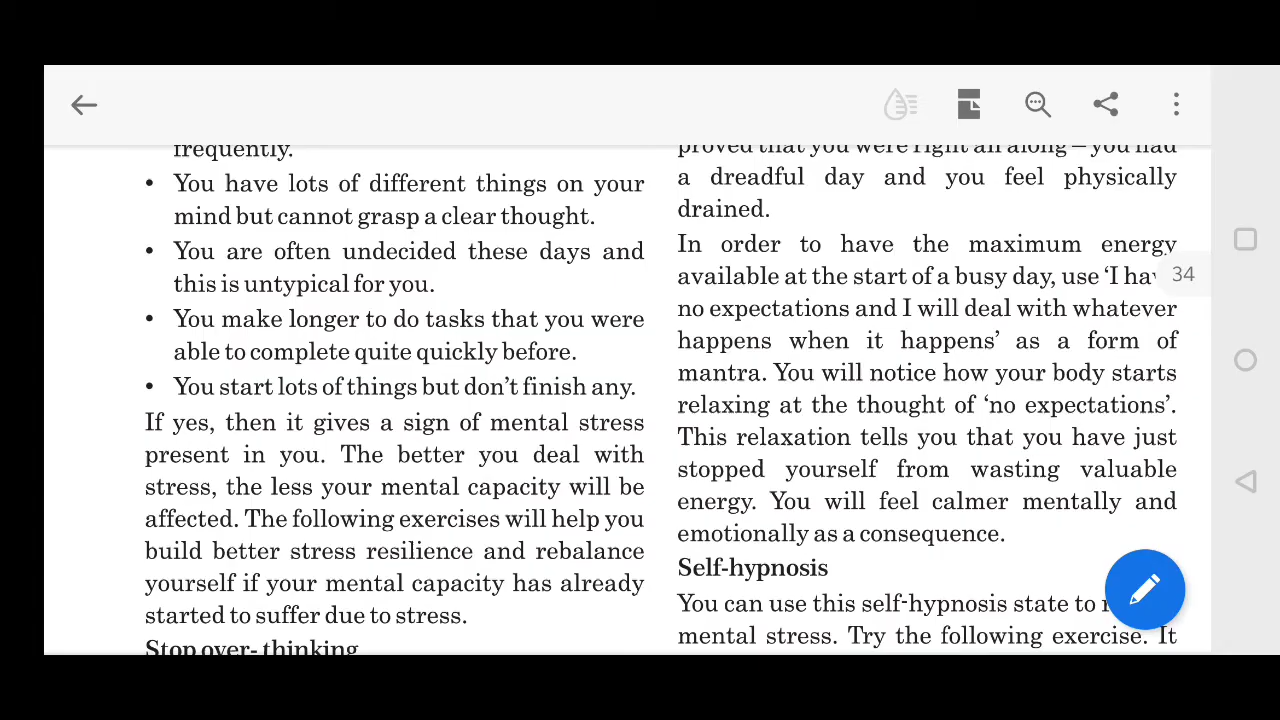 frequently.
• You have lots of different things on your
mind but cannot grasp a clear thought.
• You are often undecided these days and
this is untypical for you.
• You make longer to do tasks that you were
able to complete quite quickly before.
• You start lots of things but don't finish any.
If yes, then it gives a sign of mental stress
present in you. The better you deal with
stress, the less your mental capacity will be
affected. The following exercises will help you
build better stress resilience and rebalance
yourself if your mental capacity has already
started to suffer due to stress.
Stop over- thinking
proved that you were right all along – you had
a dreadful day and you feel physically
drained.
In order to have the maximum energy
available at the start of a busy day, use ‘I
no expectations and I will deal with whatever
happens when it happens’ as a form of
mantra. You will notice how your body starts
relaxing at the thought of ‘no expectations’.
This relaxation tells you that you have just
stopped yourself from wasting valuable
energy. You will feel calmer mentally and
emotionally as a consequence.
Self-hypnosis
You can use this self-hypnosis state to
mental stress. Try the following exercise. It
34